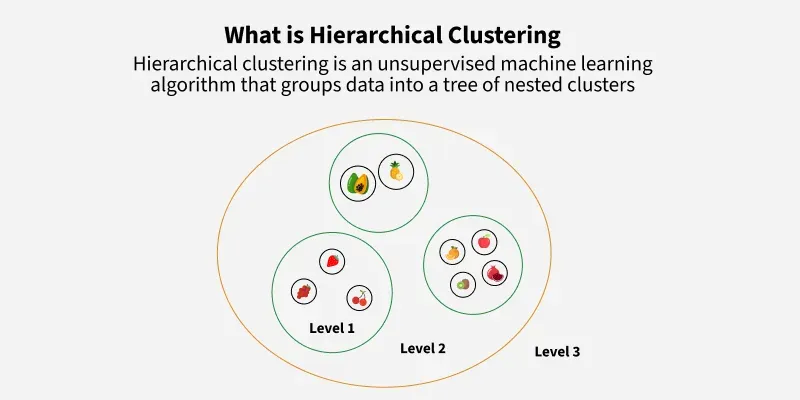 What is Hierarchical Clustering
Hierarchical clustering is an unsupervised machine learning
algorithm that groups data into a tree of nested clusters
Level 1
Level 2
Level 3